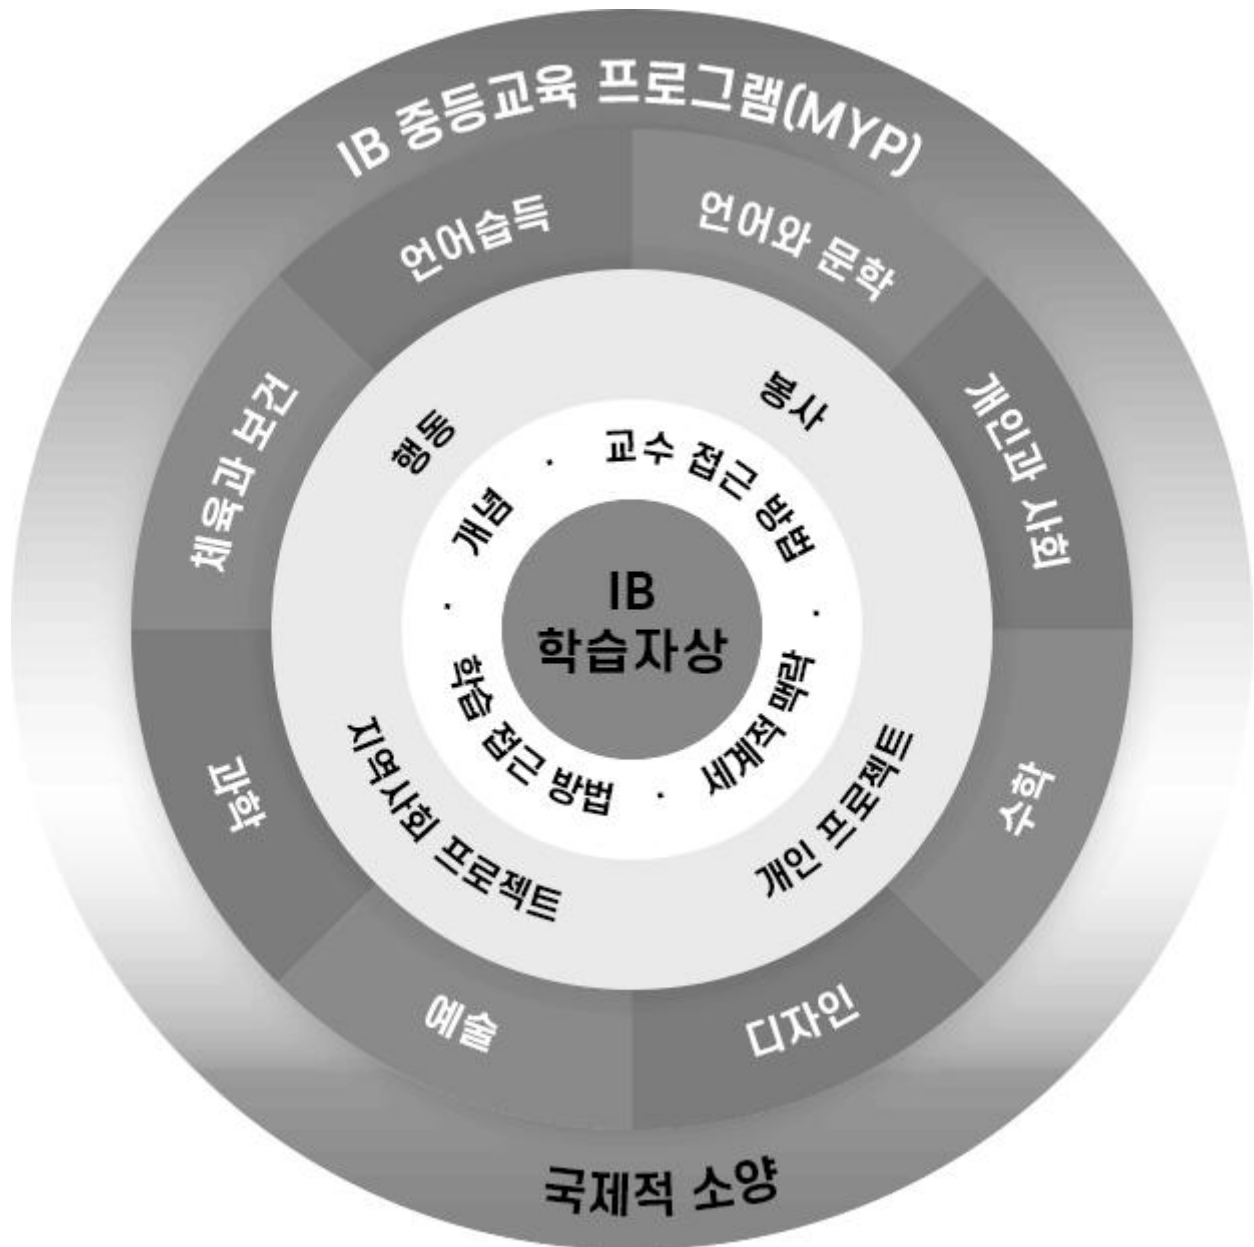 IB 중등교육 프로그램(MYP)
언어습득
언어와 문학
체육과 보건
개인과 사회
과학
수학
예술
디자인
행동
봉사
지역사회 프로젝트
개인 프로젝트
개념 · 교수 접근 방법 ·
· 학습 접근 방법 · 세계적 맥락
IB
학습자상
국제적 소양